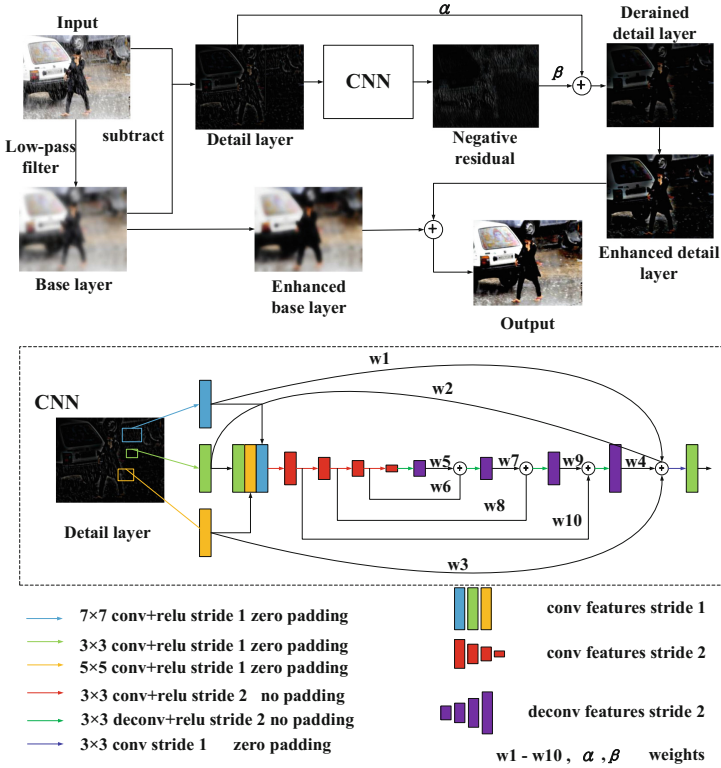 Input
α
Derained
detail layer
CNN
β
subtract
Detail layer
Negative
residual
Low-pass
filter
Base layer
Enhanced
base layer
Enhanced detail
layer
Output
CNN
w1
w2
w5
w7
w9
w4
w6
w8
w10
w3
Detail layer
7×7 conv+relu stride 1 zero padding
3×3 conv+relu stride 1 zero padding
5×5 conv+relu stride 1 zero padding
3×3 conv+relu stride 2 no padding
3×3 deconv+relu stride 2 no padding
3×3 conv stride 1 zero padding
conv features stride 1
conv features stride 2
deconv features stride 2
w1 - w10 , α , β weights